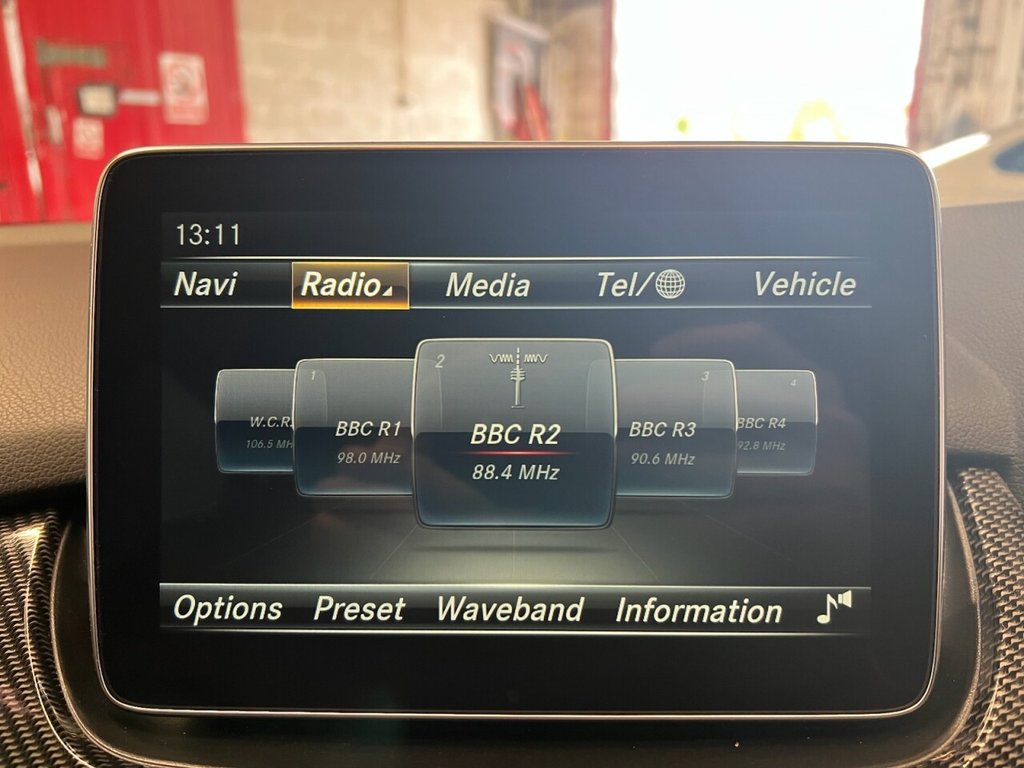 13:11
Navi Radio Media Tel/ Vehicle
1 2 3 4
W.C.R.
106.5 MH
BBC R1
98.0 MHz
BBC R2
88.4 MHz
BBC R3
90.6 MHz
BBC R4
92.8 MHz
Options Preset Waveband Information